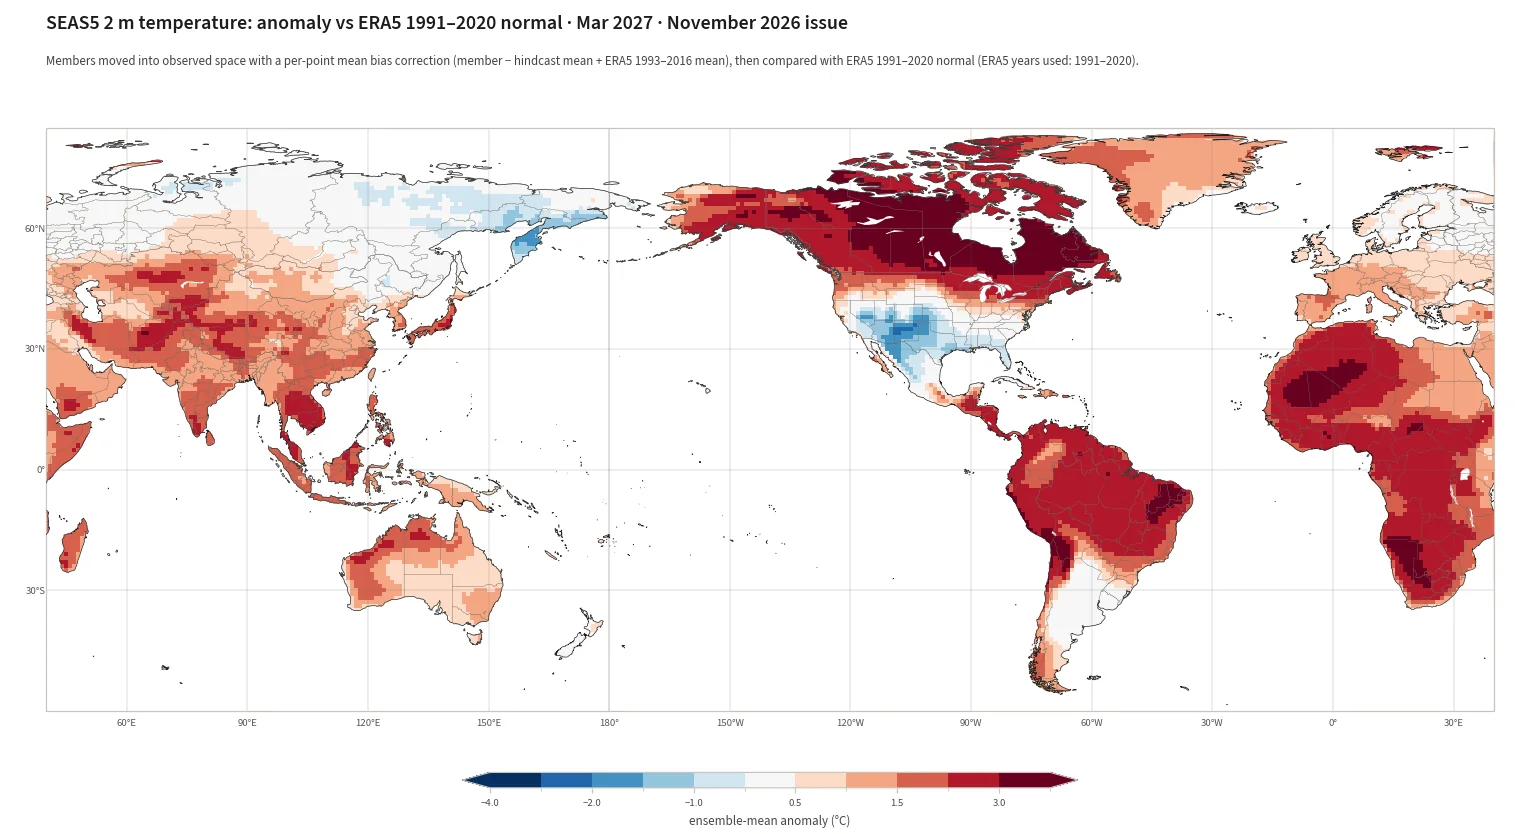 SEAS5 2 m temperature: anomaly vs ERA5 1991–2020 normal · Mar 2027 · November 2026 issue
Members moved into observed space with a per-point mean bias correction (member − hindcast mean + ERA5 1993–2016 mean), then compared with ERA5 1991–2020 normal (ERA5 years used: 1991–2020).
60°N
30°N
0°
30°S
60°E 90°E 120°E 150°E 180° 150°W 120°W 90°W 60°W 30°W 0° 30°E
−4.0 −2.0 −1.0 0.5 1.5 3.0
ensemble-mean anomaly (°C)